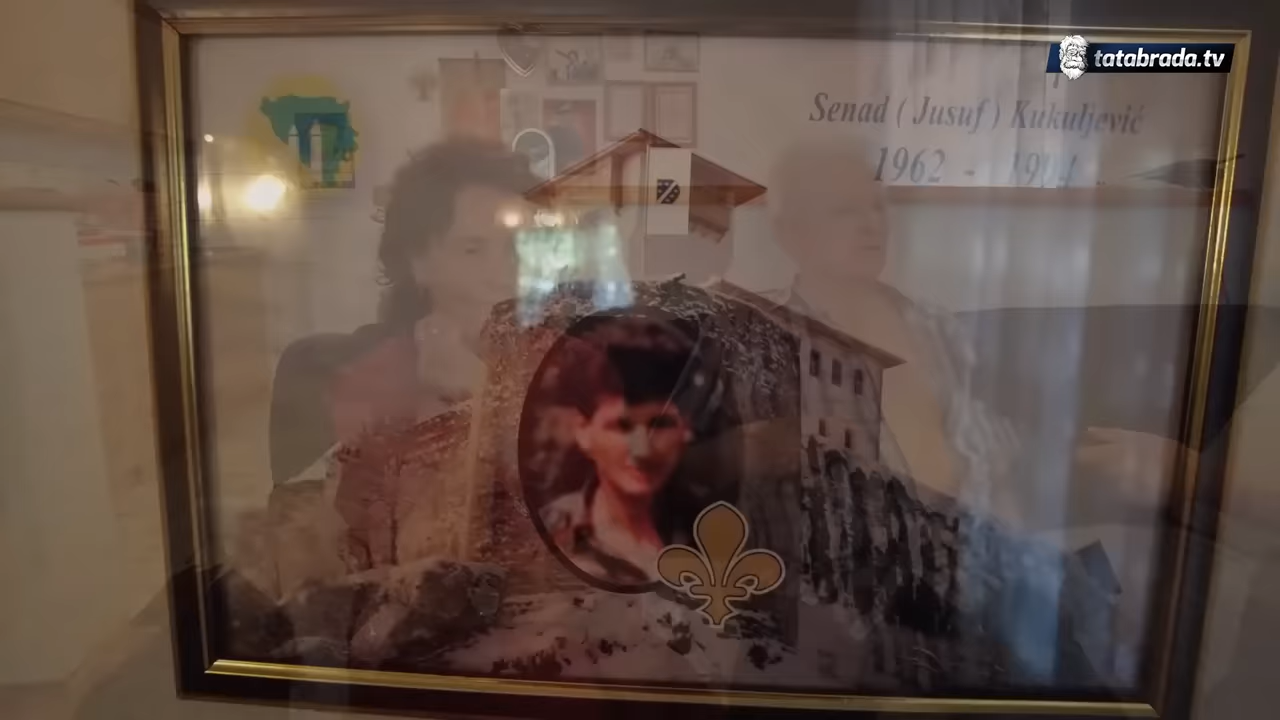 tatabrada.tv
Senad ( Jusuf ) Kukuljević
1962 -